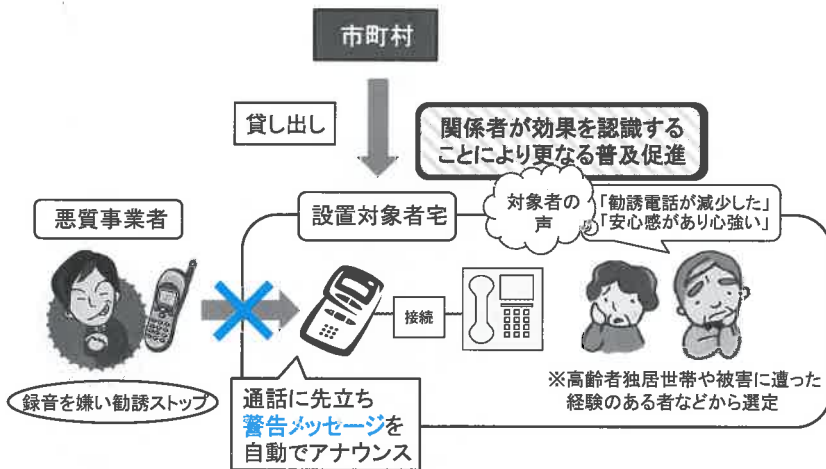 市町村
貸し出し
関係者が効果を認識する
ことにより更なる普及促進
悪質事業者
設置対象者宅
対象者の
声
「勧誘電話が減少した」
「安心感があり心強い」
接続
録音を嫌い勧誘ストップ
通話に先立ち
警告メッセージを
自動でアナウンス
※高齢者独居世帯や被害に遭った
経験のある者などから選定